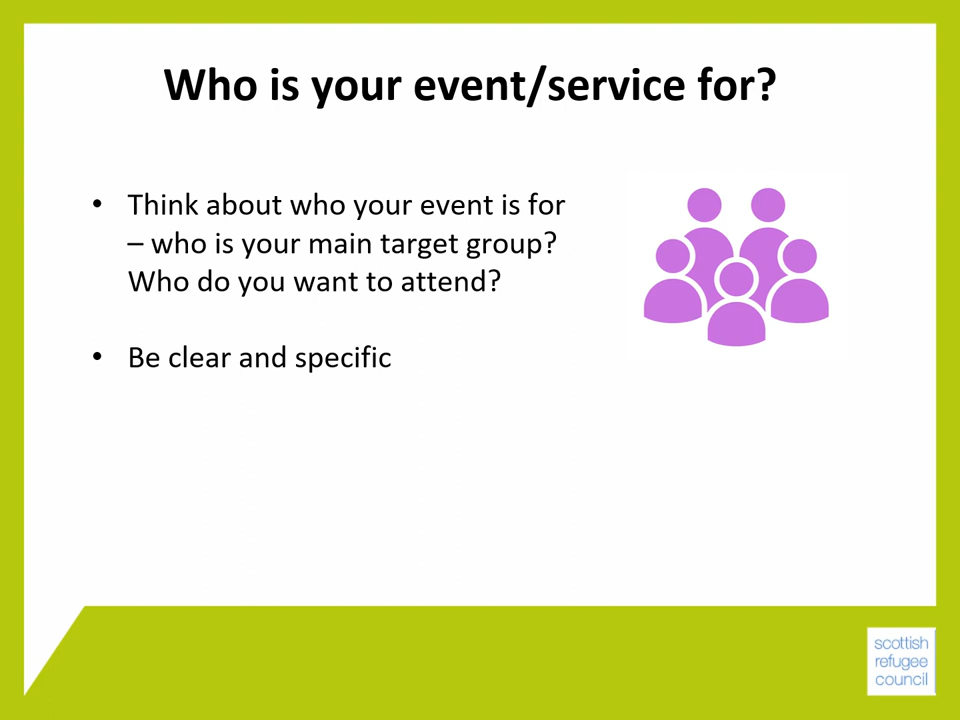 Who is your event/service for?
• Think about who your event is for
– who is your main target group?
Who do you want to attend?
• Be clear and specific
scottish
refugee
council